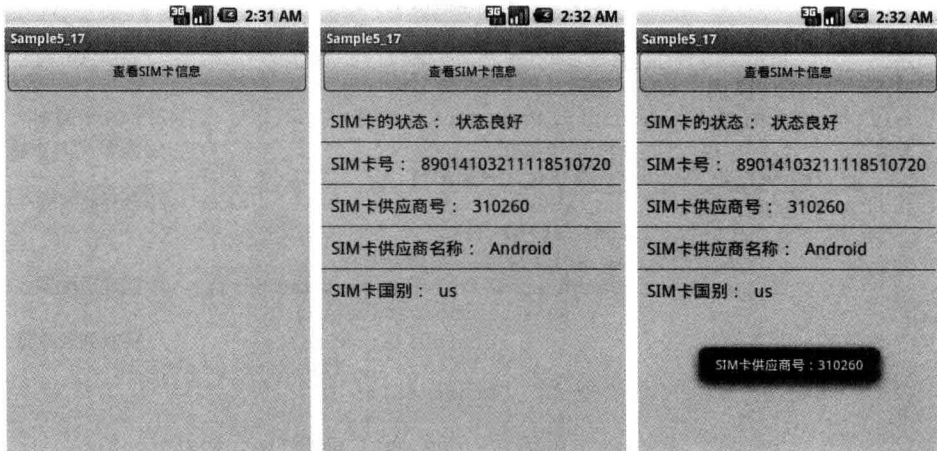 3G 2:31 AM
Sample5_17
查看SIM卡信息
3G 2:32 AM
Sample5_17
查看SIM卡信息
SIM卡的状态： 状态良好
SIM卡号： 89014103211118510720
SIM卡供应商号： 310260
SIM卡供应商名称： Android
SIM卡国别： us
3G 2:32 AM
Sample5_17
查看SIM卡信息
SIM卡的状态： 状态良好
SIM卡号： 89014103211118510720
SIM卡供应商号： 310260
SIM卡供应商名称： Android
SIM卡国别： us
SIM卡供应商号：310260